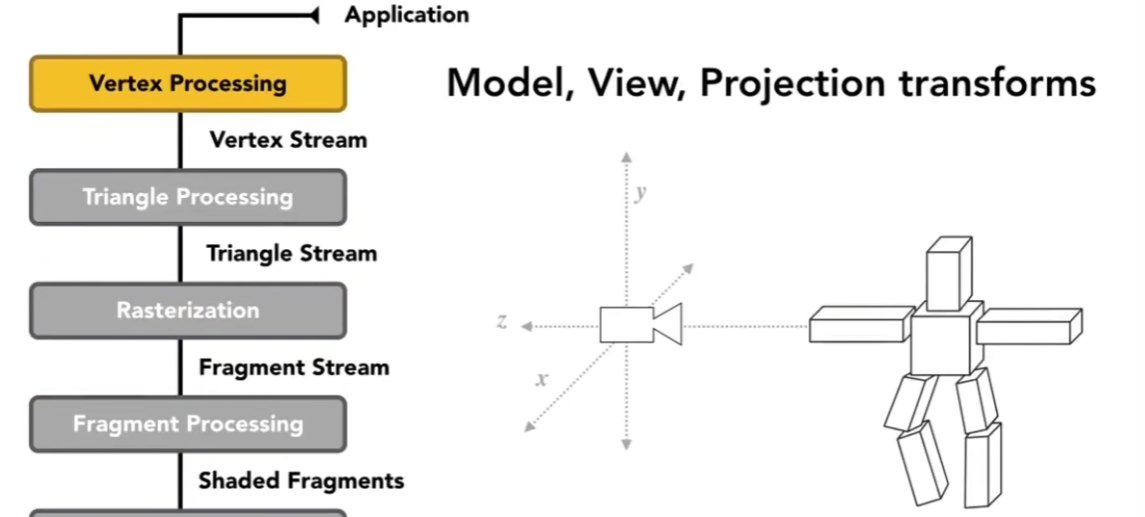 Application
Vertex Processing
Model, View, Projection transforms
Vertex Stream
Triangle Processing
y
Triangle Stream
Rasterization
z
Fragment Stream
x
Fragment Processing
Shaded Fragments